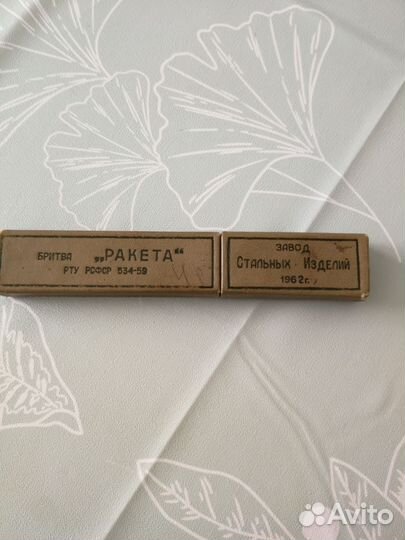 БРИТВА „РАКЕТА“
РТУ РСФСР 534-59
ЗАВОД
СТАЛЬНЫХ ИЗДЕЛИЙ
1962г.
Avito